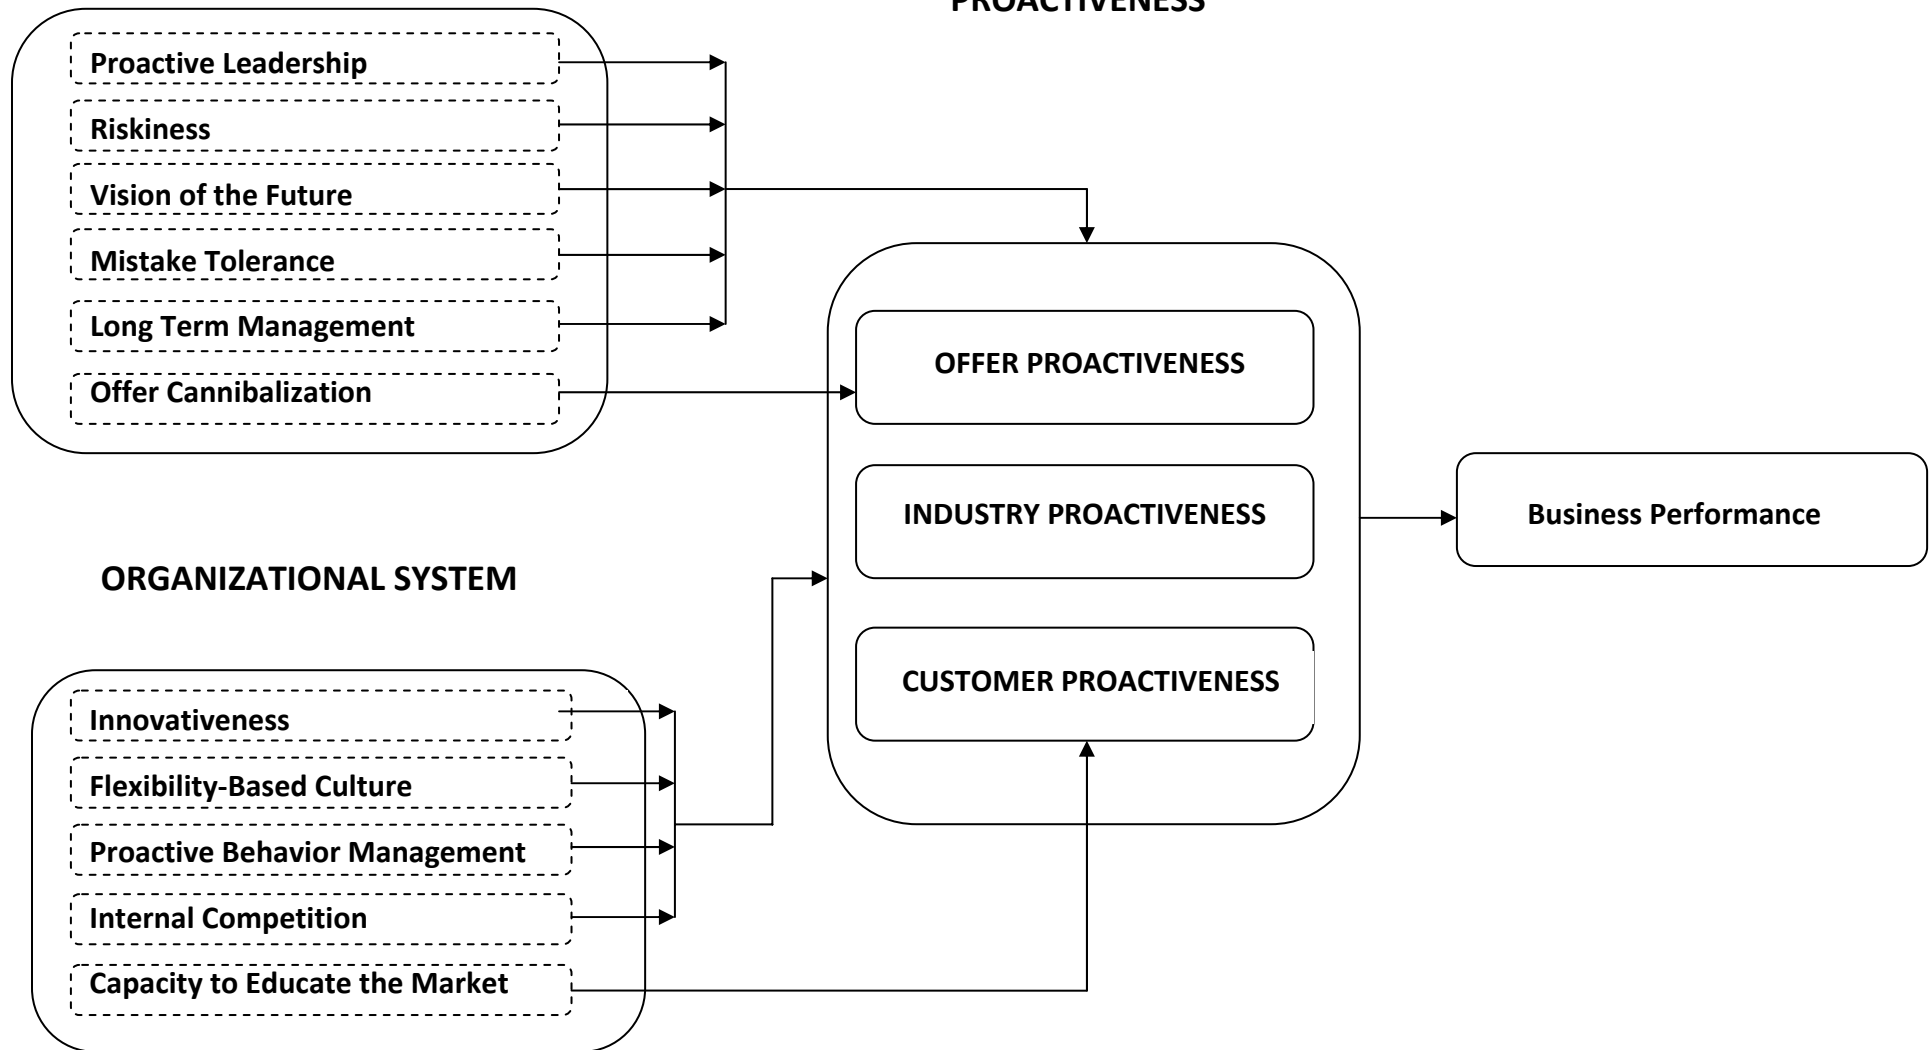 PROACTIVENESS
Proactive Leadership
Riskiness
Vision of the Future
Mistake Tolerance
Long Term Management
Offer Cannibalization
OFFER PROACTIVENESS
INDUSTRY PROACTIVENESS
CUSTOMER PROACTIVENESS
Business Performance
ORGANIZATIONAL SYSTEM
Innovativeness
Flexibility-Based Culture
Proactive Behavior Management
Internal Competition
Capacity to Educate the Market